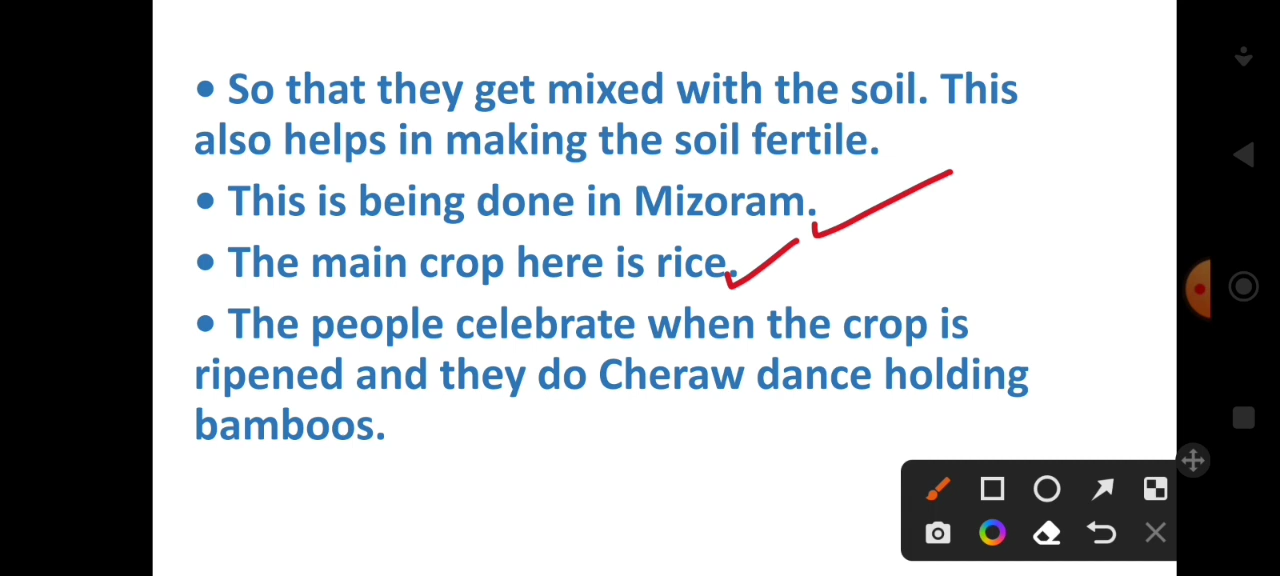 • So that they get mixed with the soil. This
also helps in making the soil fertile.
• This is being done in Mizoram.
• The main crop here is rice.
• The people celebrate when the crop is
ripened and they do Cheraw dance holding
bamboos.